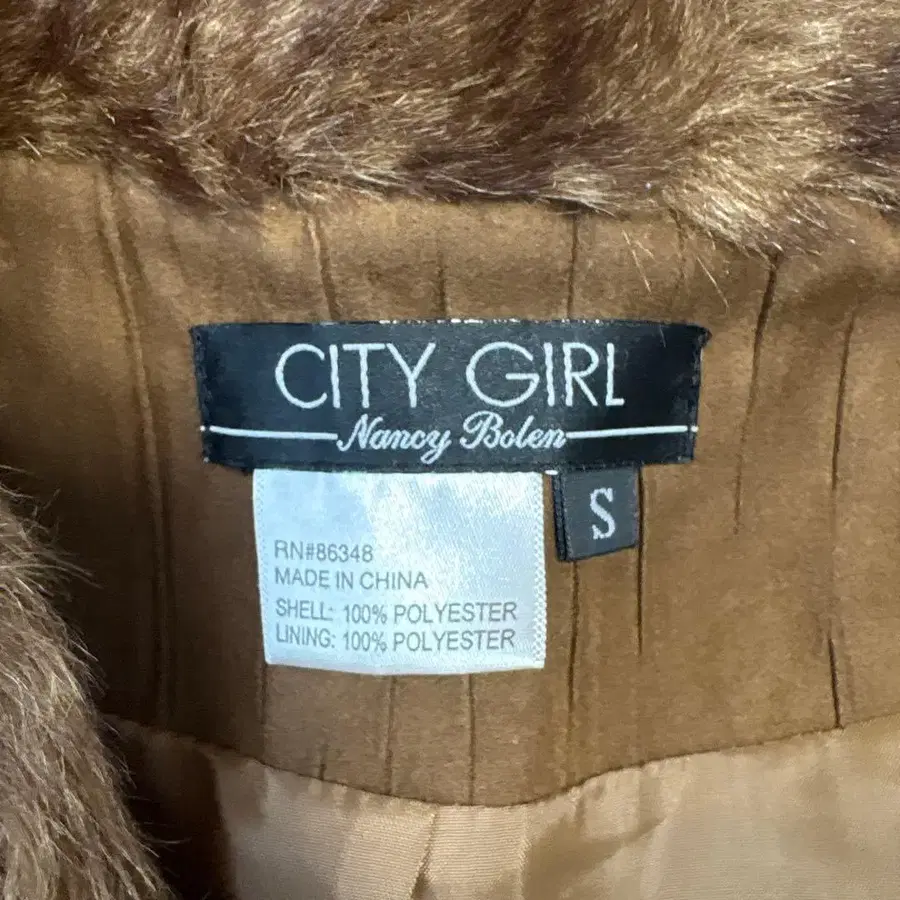 CITY GIRL
Nancy Bolen
S
RN#86348
MADE IN CHINA
SHELL: 100% POLYESTER
LINING: 100% POLYESTER